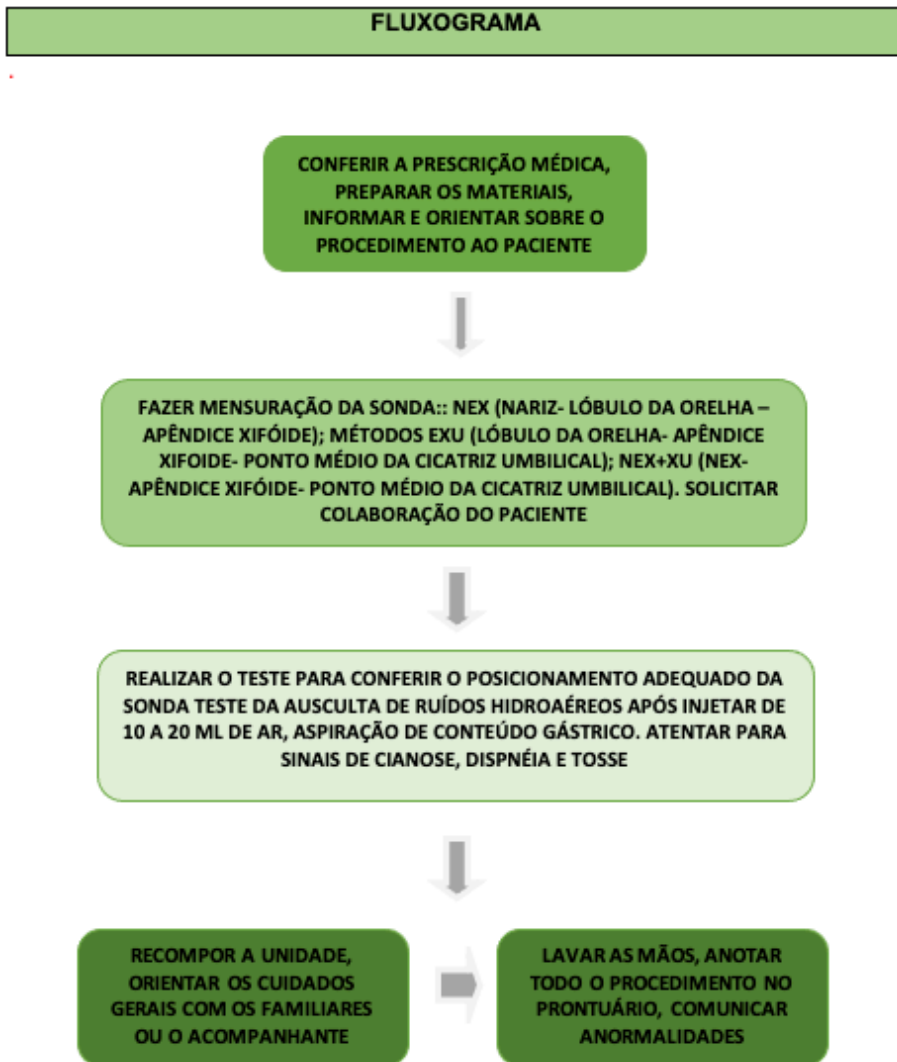 FLUXOGRAMA
CONFERIR A PRESCRIÇÃO MÉDICA,
PREPARAR OS MATERIAIS,
INFORMAR E ORIENTAR SOBRE O
PROCEDIMENTO AO PACIENTE
FAZER MENSURAÇÃO DA SONDA:: NEX (NARIZ- LÓBULO DA ORELHA –
APÊNDICE XIFÓIDE); MÉTODOS EXU (LÓBULO DA ORELHA- APÊNDICE
XIFOIDE- PONTO MÉDIO DA CICATRIZ UMBILICAL); NEX+XU (NEX-
APÊNDICE XIFÓIDE- PONTO MÉDIO DA CICATRIZ UMBILICAL). SOLICITAR
COLABORAÇÃO DO PACIENTE
REALIZAR O TESTE PARA CONFERIR O POSICIONAMENTO ADEQUADO DA
SONDA TESTE DA AUSCULTA DE RUÍDOS HIDROAÉREOS APÓS INJETAR DE
10 A 20 ML DE AR, ASPIRAÇÃO DE CONTEÚDO GÁSTRICO. ATENTAR PARA
SINAIS DE CIANOSE, DISPNÉIA E TOSSE
RECOMPOR A UNIDADE,
ORIENTAR OS CUIDADOS
GERAIS COM OS FAMILIARES
OU O ACOMPANHANTE
LAVAR AS MÃOS, ANOTAR
TODO O PROCEDIMENTO NO
PRONTUÁRIO, COMUNICAR
ANORMALIDADES